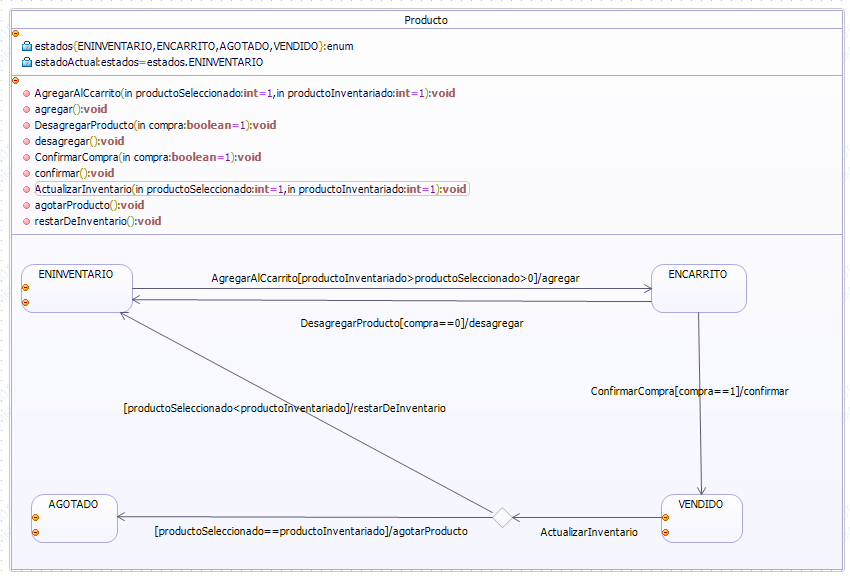 Producto
estados{ENINVENTARIO,ENCARRITO,AGOTADO,VENDIDO}:enum
estadoActual:estados=estados.ENINVENTARIO
AgregarAlCcarrito(in productoSeleccionado:int=1,in productoInventariado:int=1):void
agregar():void
DesagregarProducto(in compra:boolean=1):void
desagregar():void
ConfirmarCompra(in compra:boolean=1):void
confirmar():void
ActualizarInventario(in productoSeleccionado:int=1,in productoInventariado:int=1):void
agotarProducto():void
restarDeInventario():void
ENINVENTARIO
AgregarAlCcarrito[productoInventariado>productoSeleccionado>0]/agregar
ENCARRITO
DesagregarProducto[compra==0]/desagregar
ConfirmarCompra[compra==1]/confirmar
[productoSeleccionado<productoInventariado]/restarDeInventario
AGOTADO
VENDIDO
[productoSeleccionado==productoInventariado]/agotarProducto
ActualizarInventario